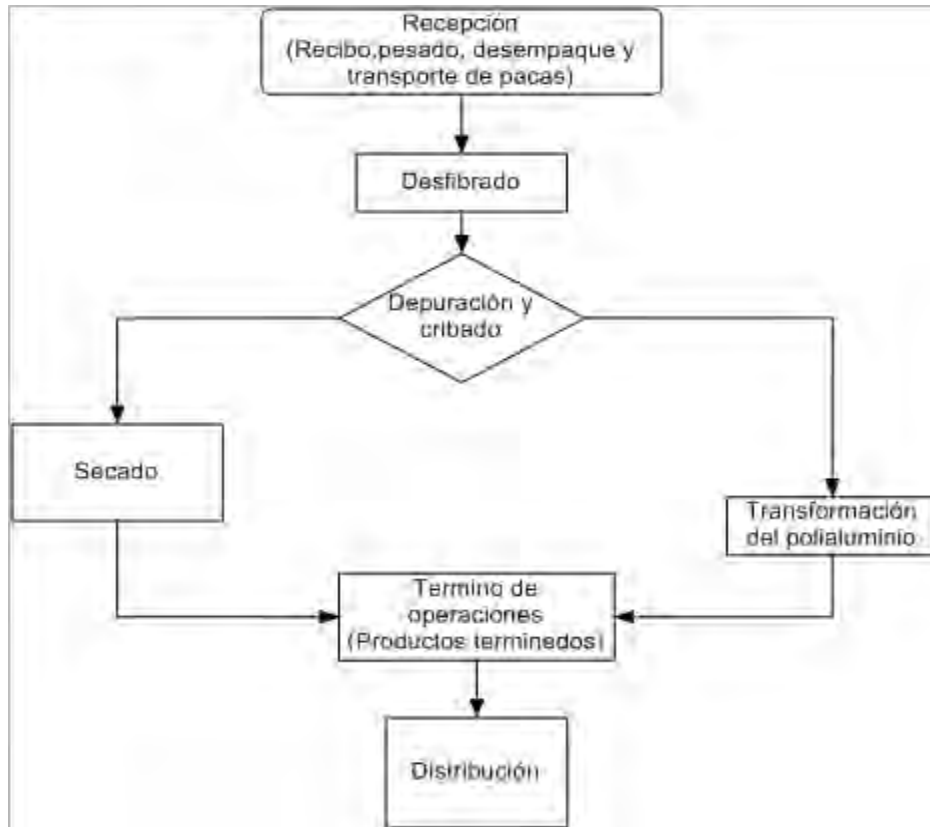 Recepción
(Recibo,pesado, desempaque y
transporte de pacas)
Desfibrado
Depuración y
cribado
Secado
Transformación
del polialuminio
Termino de
operaciones
(Productos terminedos)
Distribución